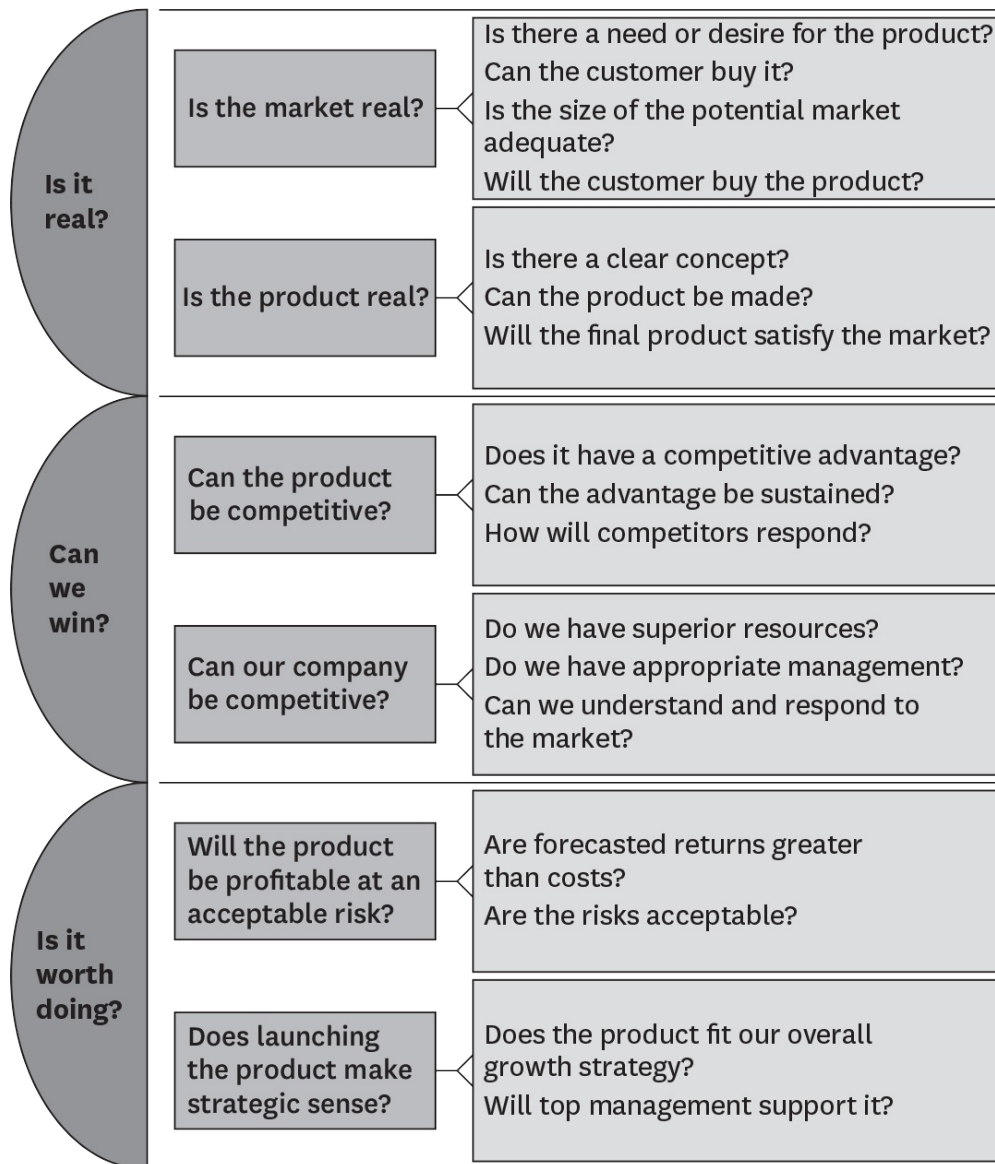 Is it
real?
Is the market real?
Is there a need or desire for the product?
Can the customer buy it?
Is the size of the potential market
adequate?
Will the customer buy the product?
Is the product real?
Is there a clear concept?
Can the product be made?
Will the final product satisfy the market?
Can
we
win?
Can the product
be competitive?
Does it have a competitive advantage?
Can the advantage be sustained?
How will competitors respond?
Can our company
be competitive?
Do we have superior resources?
Do we have appropriate management?
Can we understand and respond to
the market?
Is it
worth
doing?
Will the product
be profitable at an
acceptable risk?
Are forecasted returns greater
than costs?
Are the risks acceptable?
Does launching
the product make
strategic sense?
Does the product fit our overall
growth strategy?
Will top management support it?